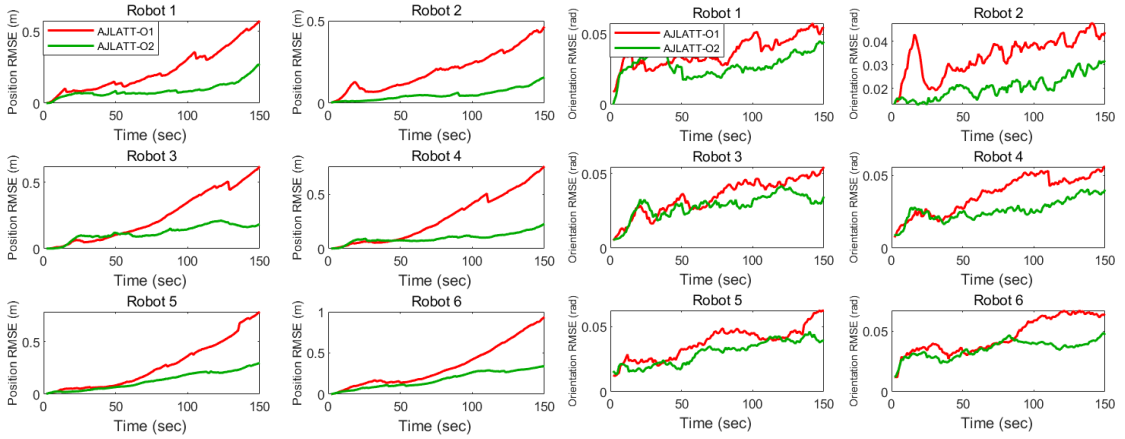 Robot 1
Position RMSE (m)
0.5
0
AJLATT-O1
AJLATT-O2
0 50 100 150
Time (sec)
Robot 2
Position RMSE (m)
0.5
0
0 50 100 150
Time (sec)
Robot 1
Orientation RMSE (rad)
0.05
0
AJLATT-O1
AJLATT-O2
0 50 100 150
Time (sec)
Robot 2
Orientation RMSE (rad)
0.04
0.03
0.02
0 50 100 150
Time (sec)
Robot 3
Position RMSE (m)
0.5
0
0 50 100 150
Time (sec)
Robot 4
Position RMSE (m)
0.5
0
0 50 100 150
Time (sec)
Robot 3
Orientation RMSE (rad)
0.05
0
0 50 100 150
Time (sec)
Robot 4
Orientation RMSE (rad)
0.05
0
0 50 100 150
Time (sec)
Robot 5
Position RMSE (m)
0.5
0
0 50 100 150
Time (sec)
Robot 6
Position RMSE (m)
1
0.5
0
0 50 100 150
Time (sec)
Robot 5
Orientation RMSE (rad)
0.05
0
0 50 100 150
Time (sec)
Robot 6
Orientation RMSE (rad)
0.05
0
0 50 100 150
Time (sec)